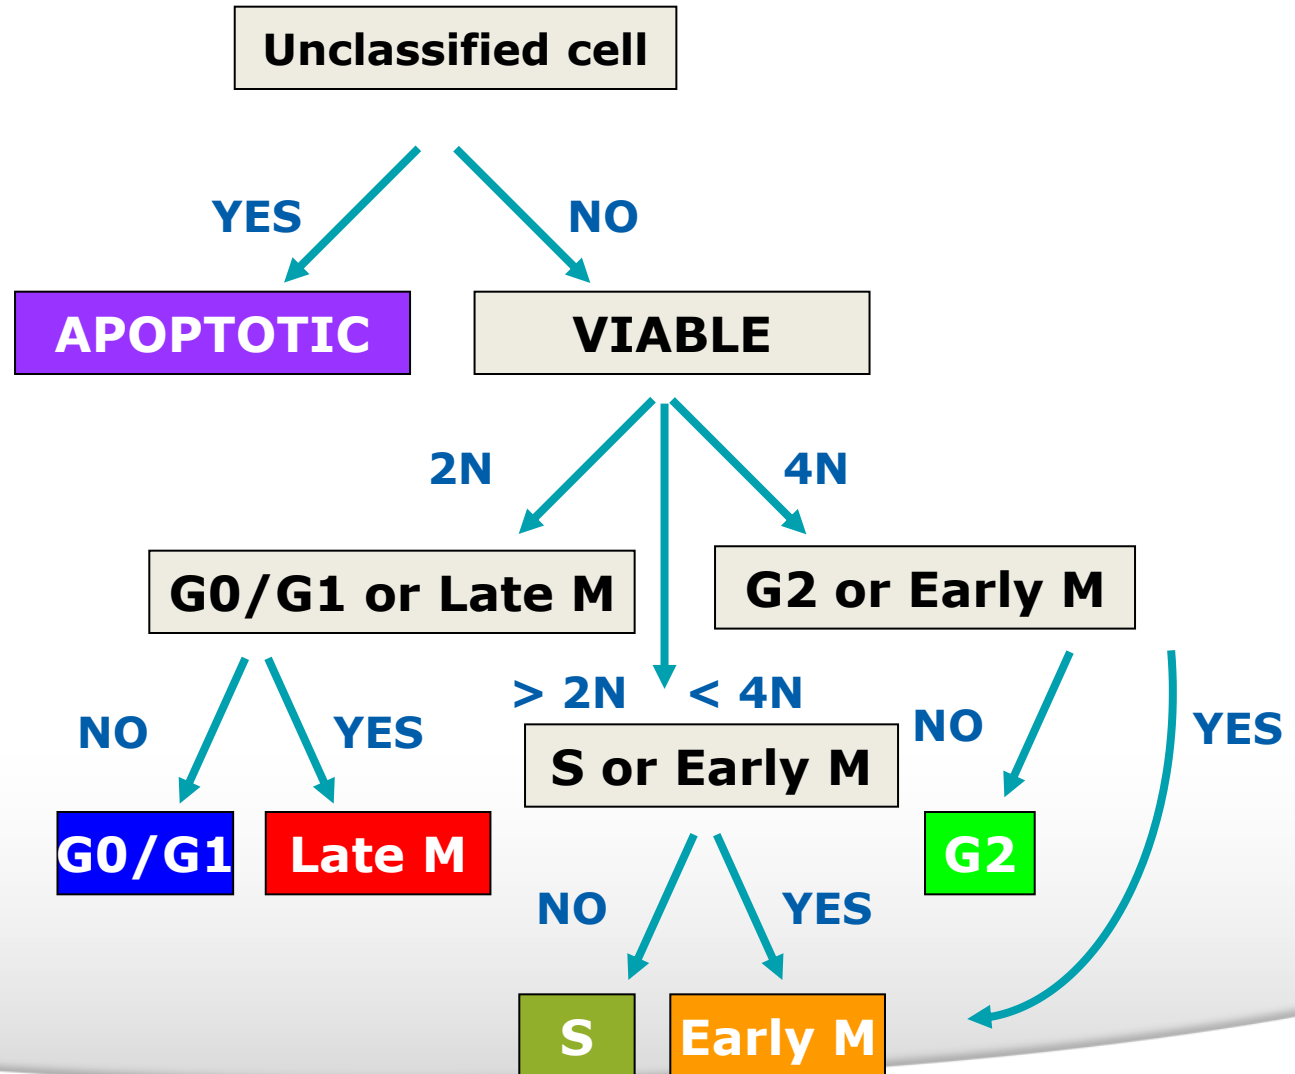 Unclassified cell
YES
NO
APOPTOTIC
VIABLE
2N
4N
G0/G1 or Late M
G2 or Early M
> 2N
< 4N
NO
YES
NO
YES
S or Early M
G0/G1
Late M
G2
NO
YES
S
Early M